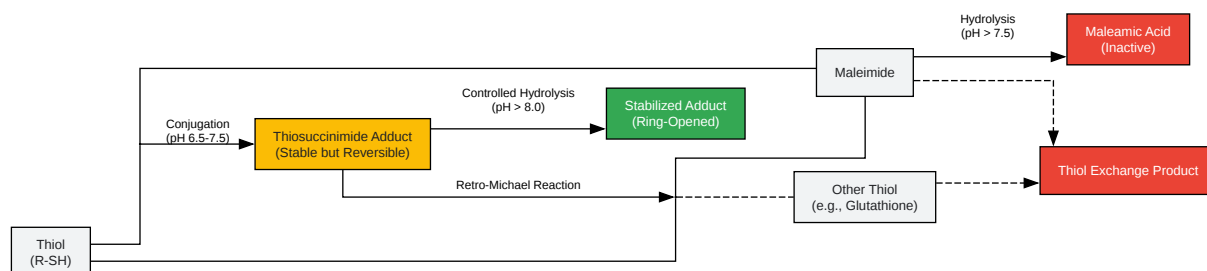 Hydrolysis
(pH > 7.5)
Maleamic Acid
(Inactive)
Maleimide
Controlled Hydrolysis
(pH > 8.0)
Stabilized Adduct
(Ring-Opened)
Conjugation
(pH 6.5-7.5)
Thiosuccinimide Adduct
(Stable but Reversible)
Thiol Exchange Product
Retro-Michael Reaction
Other Thiol
(e.g., Glutathione)
Thiol
(R-SH)